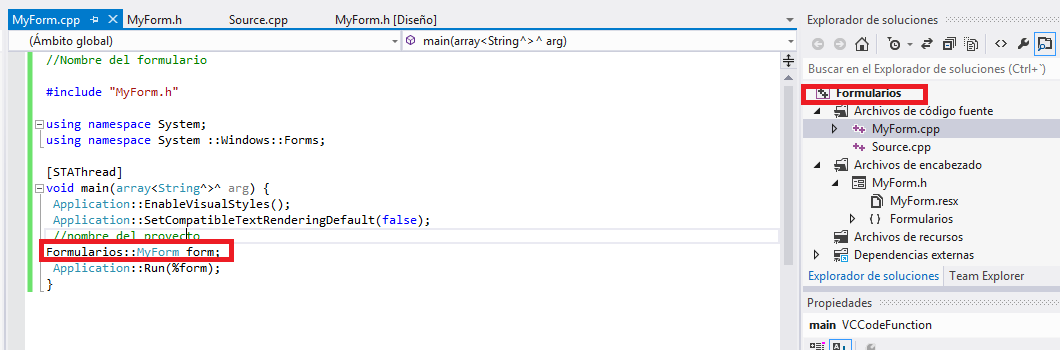 MyForm.cpp MyForm.h Source.cpp MyForm.h [Diseño]
(Ámbito global) main(array<String^>^ arg)
//Nombre del formulario
#include "MyForm.h"
using namespace System;
using namespace System ::Windows::Forms;
[STAThread]
void main(array<String^>^ arg) {
Application::EnableVisualStyles();
Application::SetCompatibleTextRenderingDefault(false);
//nombre del proyecto
Formularios::MyForm form;
Application::Run(%form);
}
Explorador de soluciones
Buscar en el Explorador de soluciones (Ctrl+`)
Formularios
Archivos de código fuente
MyForm.cpp
Source.cpp
Archivos de encabezado
MyForm.h
MyForm.resx
{ } Formularios
Archivos de recursos
Dependencias externas
Explorador de soluciones Team Explorer
Propiedades
main VCCodeFunction